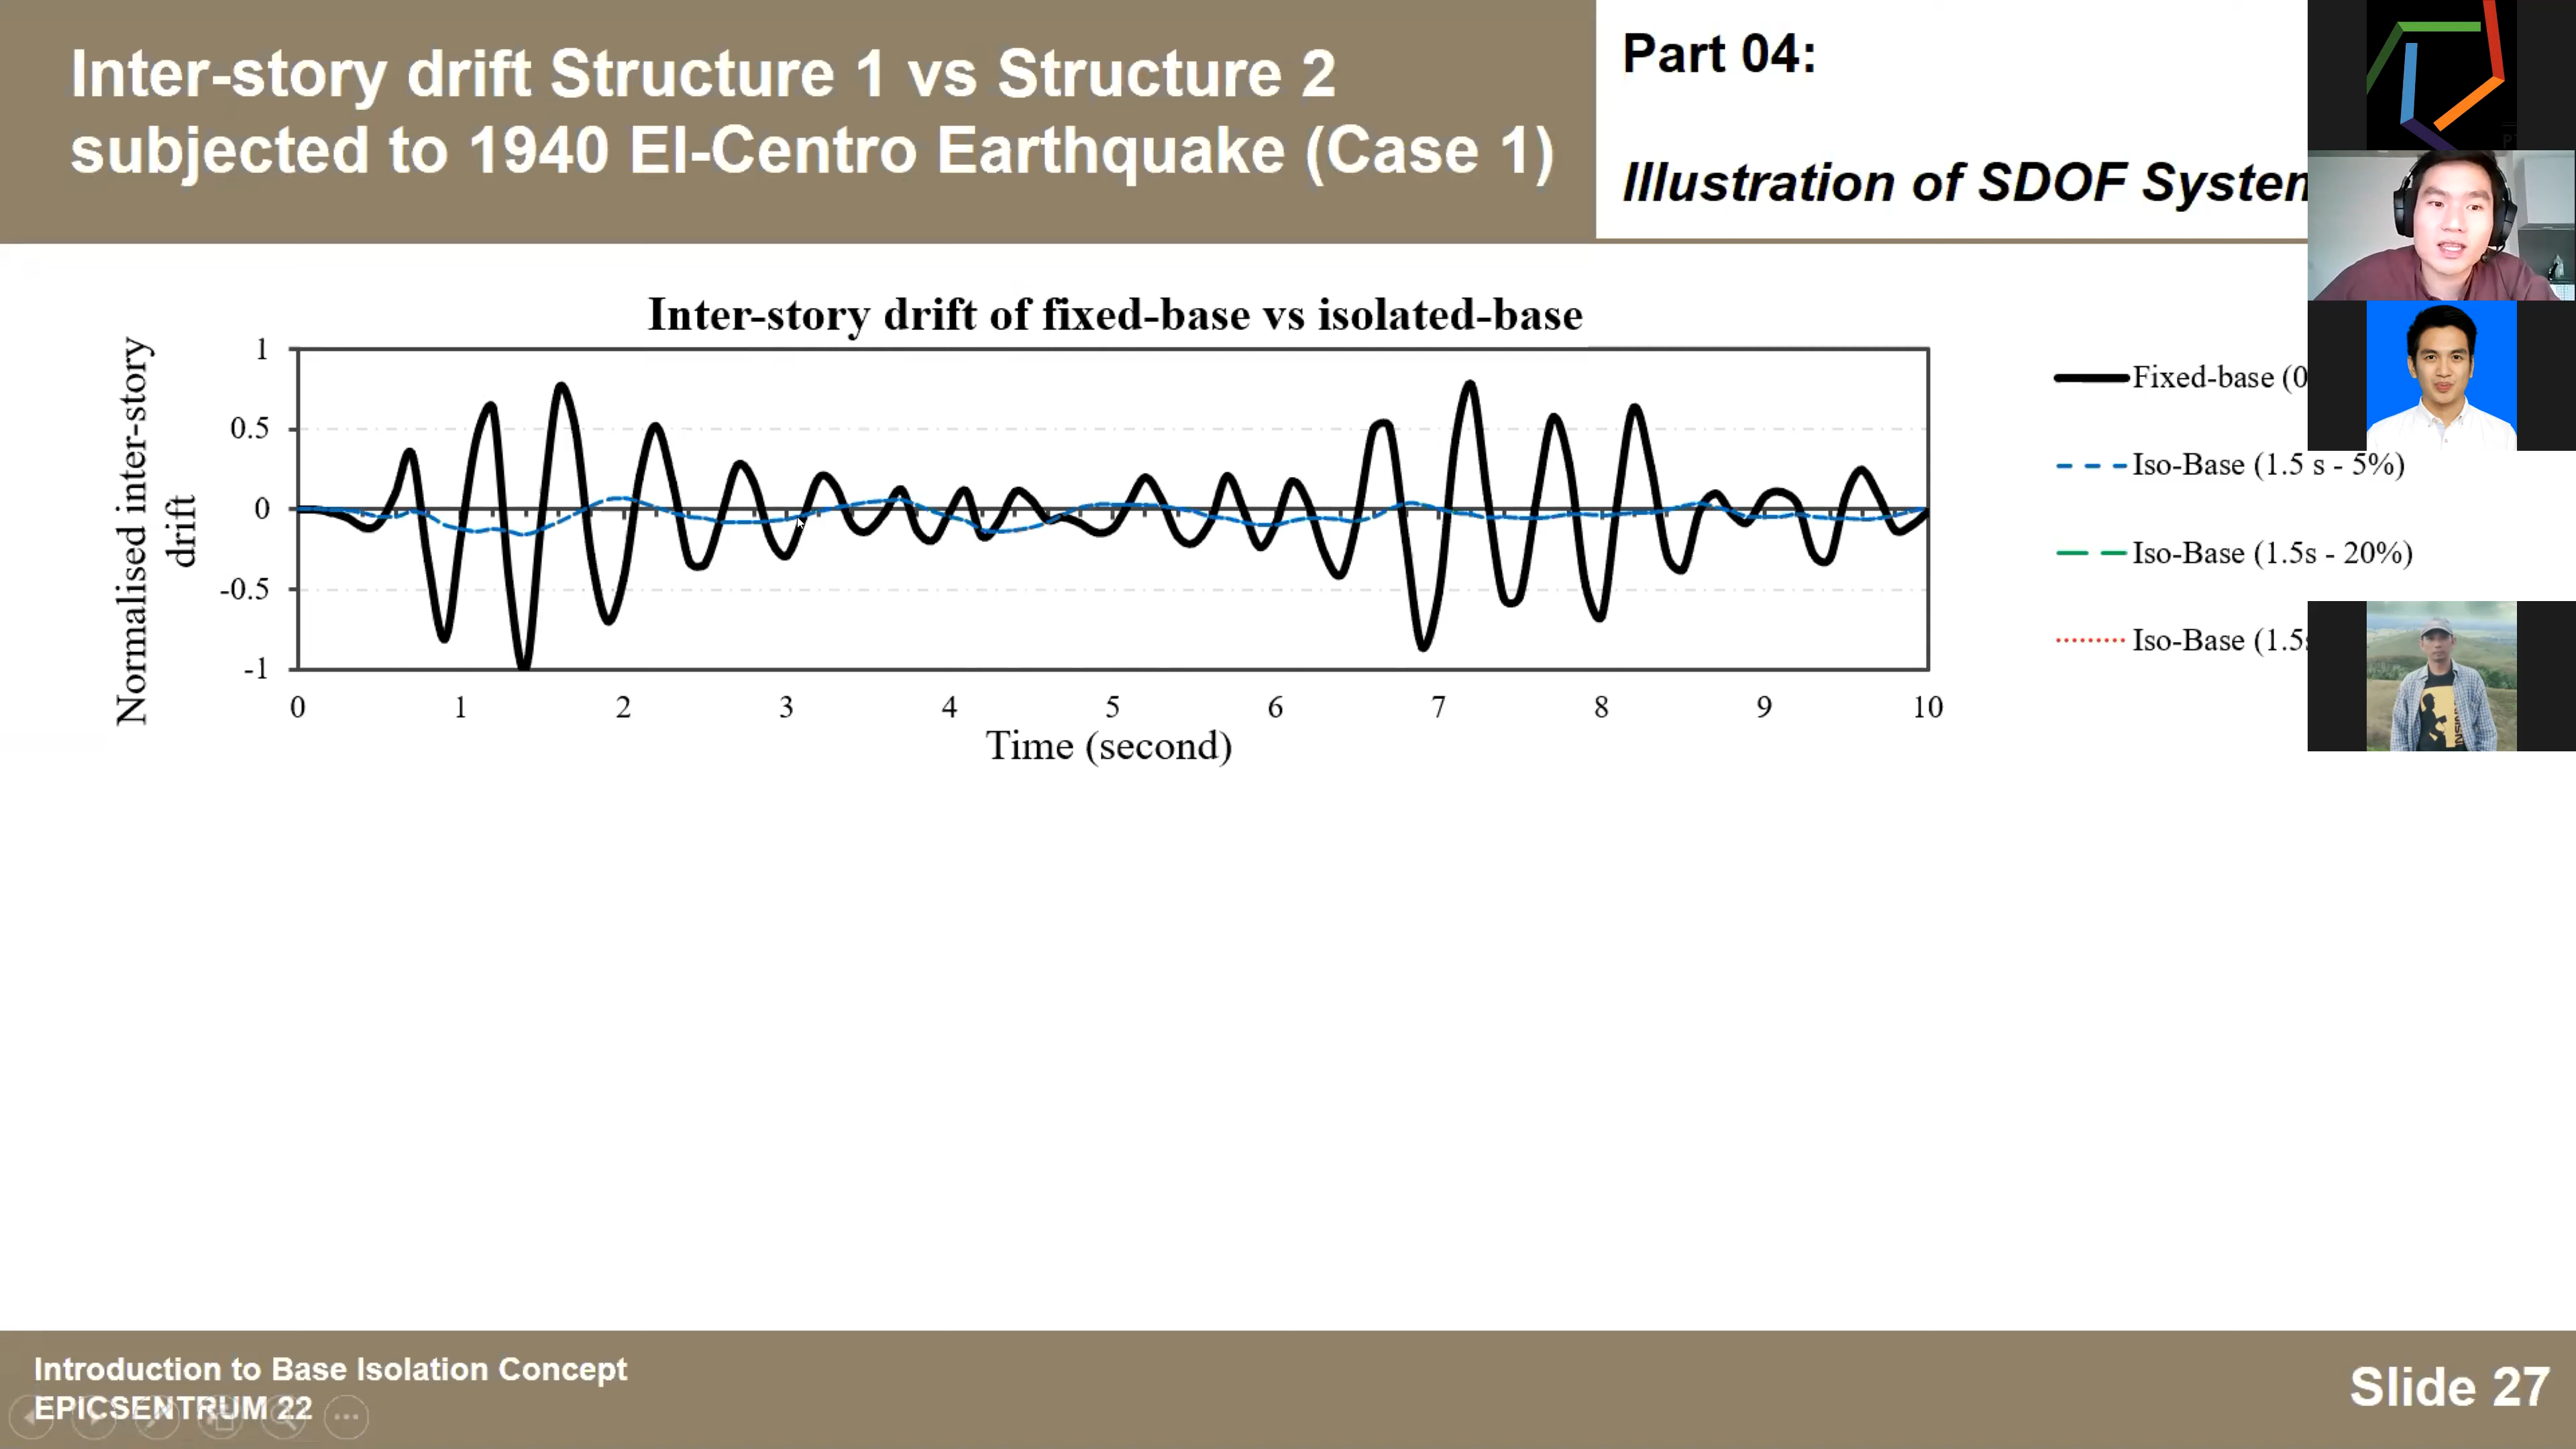 Inter-story drift Structure 1 vs Structure 2
subjected to 1940 El-Centro Earthquake (Case 1)
Part 04:
Illustration of SDOF System
Inter-story drift of fixed-base vs isolated-base
Normalised inter-story
drift
1
0.5
0
-0.5
-1
0 1 2 3 4 5 6 7 8 9 10
Time (second)
Fixed-base (0
Iso-Base (1.5 s - 5%)
Iso-Base (1.5s - 20%)
Iso-Base (1.5s
Introduction to Base Isolation Concept
EPICSENTRUM 22
Slide 27